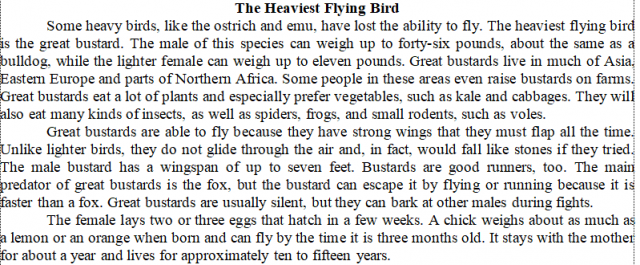 The Heaviest Flying Bird
Some heavy birds, like the ostrich and emu, have lost the ability to fly. The heaviest flying bird
is the great bustard. The male of this species can weigh up to forty-six pounds, about the same as a
bulldog, while the lighter female can weigh up to eleven pounds. Great bustards live in much of Asia,
Eastern Europe and parts of Northern Africa. Some people in these areas even raise bustards on farms.
Great bustards eat a lot of plants and especially prefer vegetables, such as kale and cabbages. They will
also eat many kinds of insects, as well as spiders, frogs, and small rodents, such as voles.
Great bustards are able to fly because they have strong wings that they must flap all the time.
Unlike lighter birds, they do not glide through the air and, in fact, would fall like stones if they tried.
The male bustard has a wingspan of up to seven feet. Bustards are good runners, too. The main
predator of great bustards is the fox, but the bustard can escape it by flying or running because it is
faster than a fox. Great bustards are usually silent, but they can bark at other males during fights.
The female lays two or three eggs that hatch in a few weeks. A chick weighs about as much as
a lemon or an orange when born and can fly by the time it is three months old. It stays with the mother
for about a year and lives for approximately ten to fifteen years.